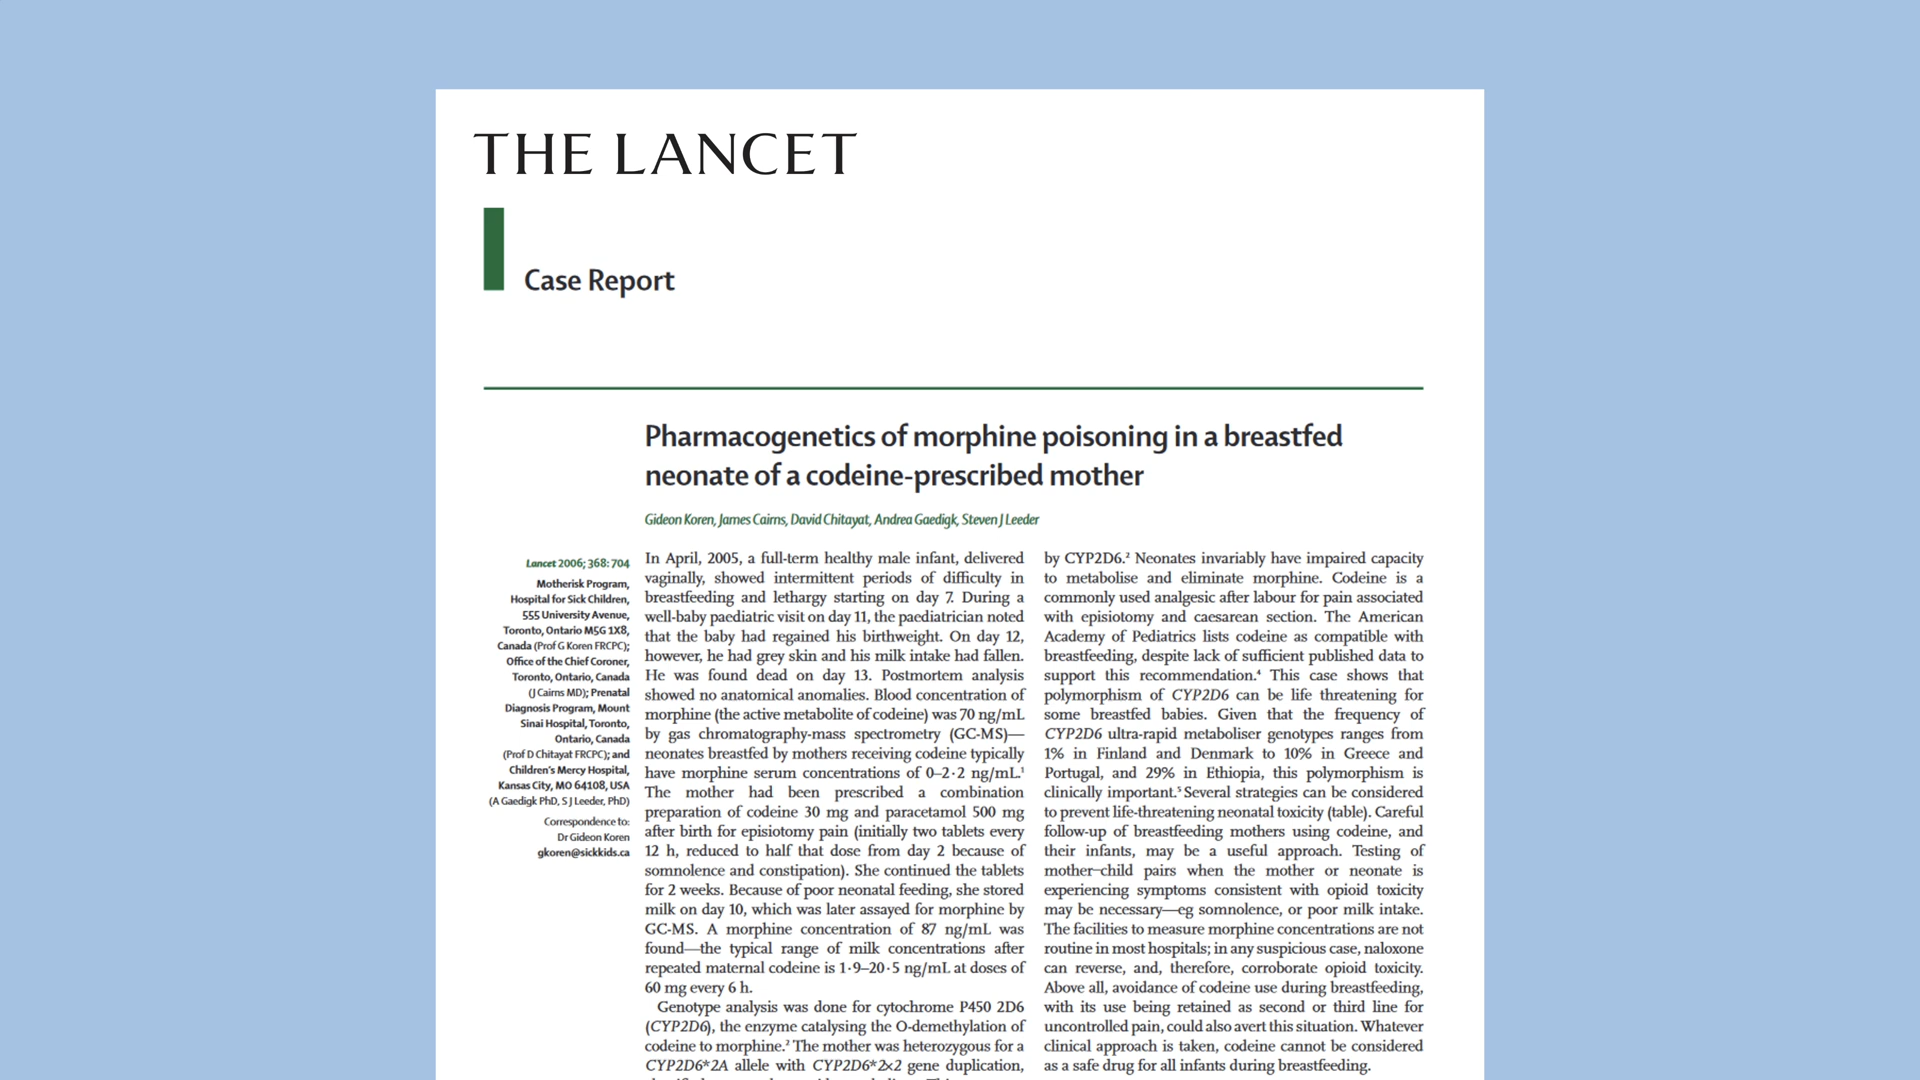 THE LANCET
Case Report
Pharmacogenetics of morphine poisoning in a breastfed
neonate of a codeine-prescribed mother
Gideon Koren, James Cairns, David Chitayat, Andrea Gaedigk, Steven J Leeder
Lancet 2006; 368: 704
Motherisk Program,
Hospital for Sick Children,
555 University Avenue,
Toronto, Ontario M5G 1X8,
Canada (Prof G Koren FRCPC);
Office of the Chief Coroner,
Toronto, Ontario, Canada
(J Cairns MD); Prenatal
Diagnosis Program, Mount
Sinai Hospital, Toronto,
Ontario, Canada
(Prof D Chitayat FRCPC); and
Children's Mercy Hospital,
Kansas City, MO 64108, USA
(A Gaedigk PhD, S J Leeder, PhD)
Correspondence to:
Dr Gideon Koren
gkoren@sickkids.ca
In April, 2005, a full-term healthy male infant, delivered
vaginally, showed intermittent periods of difficulty in
breastfeeding and lethargy starting on day 7. During a
well-baby paediatric visit on day 11, the paediatrician noted
that the baby had regained his birthweight. On day 12,
however, he had grey skin and his milk intake had fallen.
He was found dead on day 13. Postmortem analysis
showed no anatomical anomalies. Blood concentration of
morphine (the active metabolite of codeine) was 70 ng/mL
by gas chromatography-mass spectrometry (GC-MS)—
neonates breastfed by mothers receiving codeine typically
have morphine serum concentrations of 0–2·2 ng/mL.¹
The mother had been prescribed a combination
preparation of codeine 30 mg and paracetamol 500 mg
after birth for episiotomy pain (initially two tablets every
12 h, reduced to half that dose from day 2 because of
somnolence and constipation). She continued the tablets
for 2 weeks. Because of poor neonatal feeding, she stored
milk on day 10, which was later assayed for morphine by
GC-MS. A morphine concentration of 87 ng/mL was
found—the typical range of milk concentrations after
repeated maternal codeine is 1·9–20·5 ng/mL at doses of
60 mg every 6 h.
Genotype analysis was done for cytochrome P450 2D6
(CYP2D6), the enzyme catalysing the O-demethylation of
codeine to morphine.² The mother was heterozygous for a
CYP2D6*2A allele with CYP2D6*2×2 gene duplication,
by CYP2D6.² Neonates invariably have impaired capacity
to metabolise and eliminate morphine. Codeine is a
commonly used analgesic after labour for pain associated
with episiotomy and caesarean section. The American
Academy of Pediatrics lists codeine as compatible with
breastfeeding, despite lack of sufficient published data to
support this recommendation.⁴ This case shows that
polymorphism of CYP2D6 can be life threatening for
some breastfed babies. Given that the frequency of
CYP2D6 ultra-rapid metaboliser genotypes ranges from
1% in Finland and Denmark to 10% in Greece and
Portugal, and 29% in Ethiopia, this polymorphism is
clinically important.⁵ Several strategies can be considered
to prevent life-threatening neonatal toxicity (table). Careful
follow-up of breastfeeding mothers using codeine, and
their infants, may be a useful approach. Testing of
mother–child pairs when the mother or neonate is
experiencing symptoms consistent with opioid toxicity
may be necessary—eg somnolence, or poor milk intake.
The facilities to measure morphine concentrations are not
routine in most hospitals; in any suspicious case, naloxone
can reverse, and, therefore, corroborate opioid toxicity.
Above all, avoidance of codeine use during breastfeeding,
with its use being retained as second or third line for
uncontrolled pain, could also avert this situation. Whatever
clinical approach is taken, codeine cannot be considered
as a safe drug for all infants during breastfeeding.